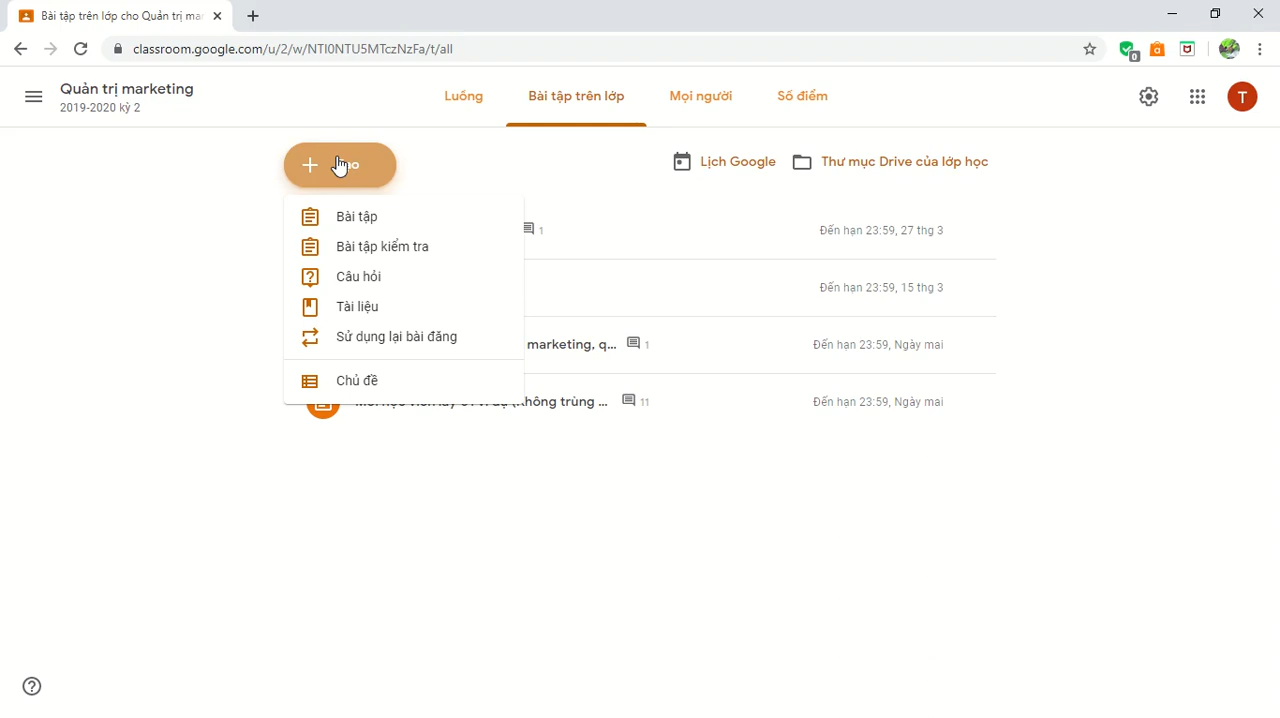 Bài tập trên lớp cho Quản trị mar
classroom.google.com/u/2/w/NTI0NTU5MTczNzFa/t/all
0
a
Quản trị marketing
2019-2020 kỳ 2
Luồng
Bài tập trên lớp
Mọi người
Số điểm
T
Lịch Google
Thư mục Drive của lớp học
Bài tập
1
Đến hạn 23:59, 27 thg 3
Bài tập kiểm tra
Câu hỏi
Đến hạn 23:59, 15 thg 3
Tài liệu
Sử dụng lại bài đăng
marketing, q...
1
Đến hạn 23:59, Ngày mai
Chủ đề
(không trùng ...
11
Đến hạn 23:59, Ngày mai